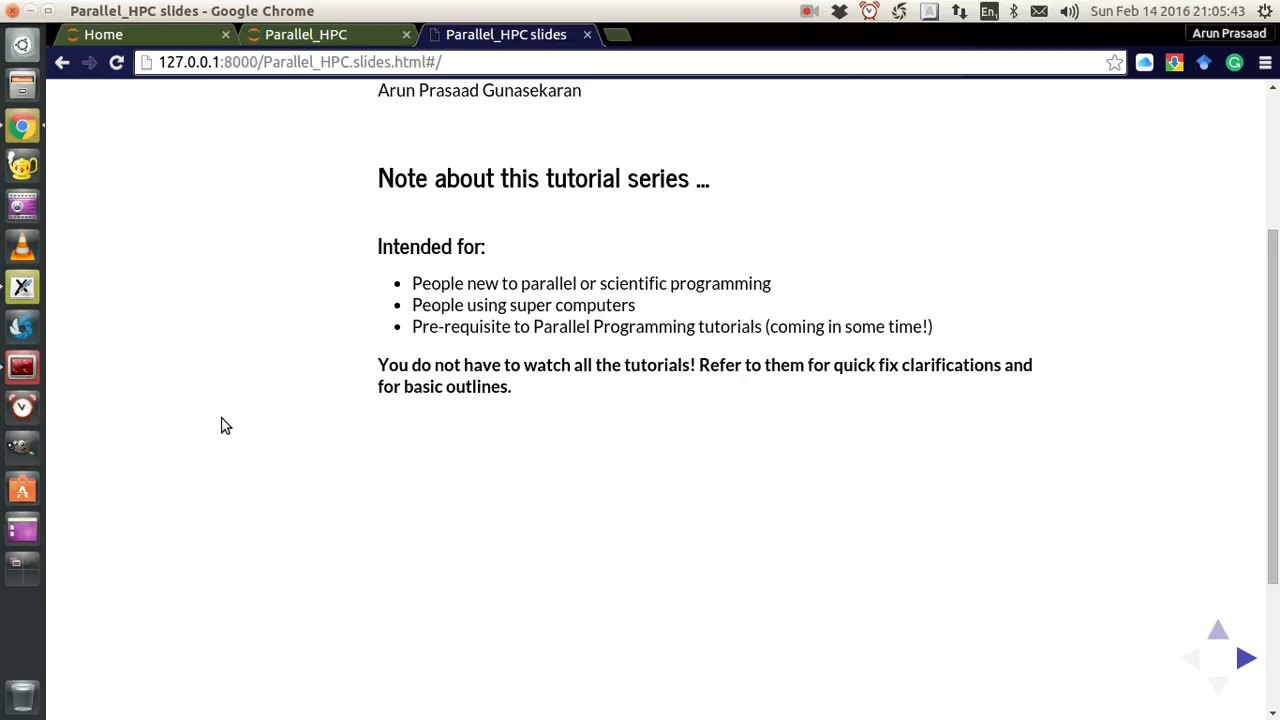 Parallel_HPC slides - Google Chrome
En
Sun Feb 14 2016 21:05:43
Home
Parallel_HPC
Parallel_HPC slides
Arun Prasaad
127.0.0.1:8000/Parallel_HPC.slides.html#/
Arun Prasaad Gunasekaran
Note about this tutorial series ...
Intended for:
People new to parallel or scientific programming
People using super computers
Pre-requisite to Parallel Programming tutorials (coming in some time!)
You do not have to watch all the tutorials! Refer to them for quick fix clarifications and
for basic outlines.